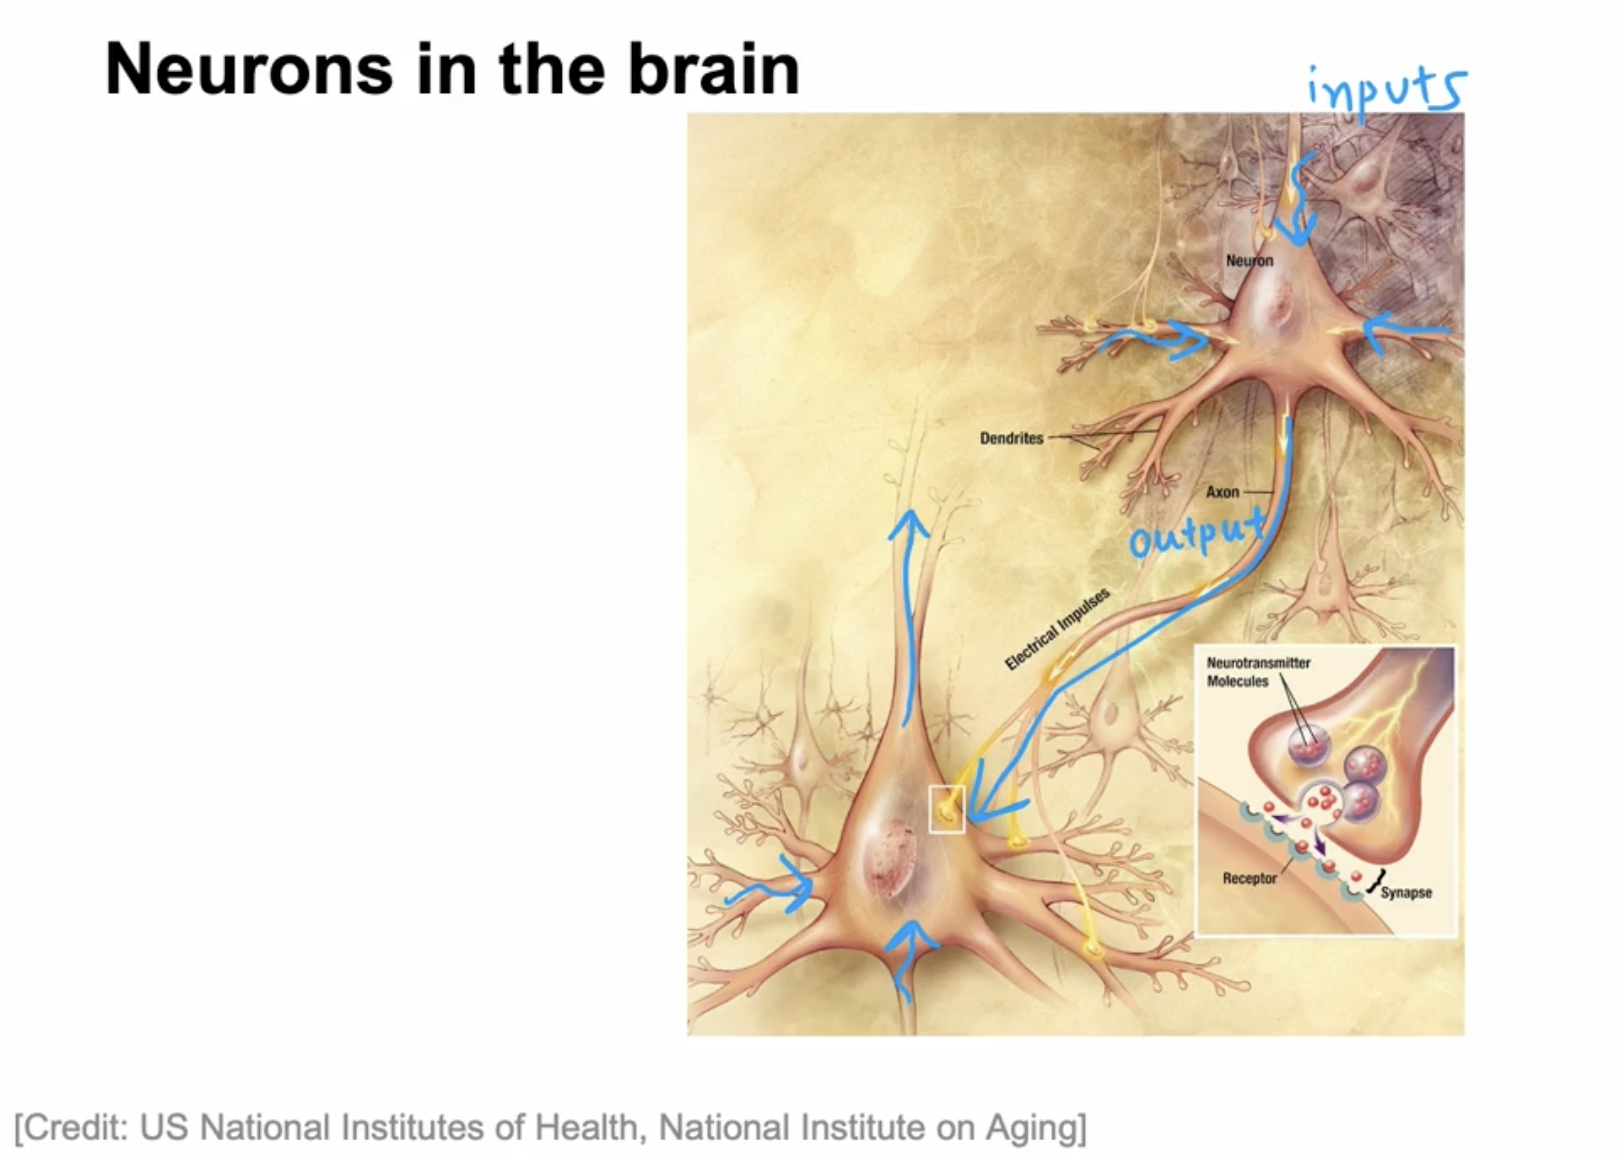 Neurons in the brain
inputs
Neuron
Dendrites
Axon
output
Electrical Impulses
Neurotransmitter
Molecules
Receptor
Synapse
[Credit: US National Institutes of Health, National Institute on Aging]